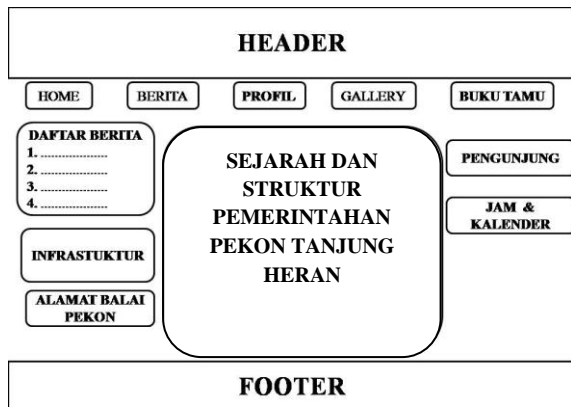 HEADER
HOME
BERITA
PROFIL
GALLERY
BUKU TAMU
DAFTAR BERITA
1. ...................
2. ...................
3. ...................
4. ...................
INFRASTUKTUR
ALAMAT BALAI
PEKON
SEJARAH DAN
STRUKTUR
PEMERINTAHAN
PEKON TANJUNG
HERAN
PENGUNJUNG
JAM &
KALENDER
FOOTER